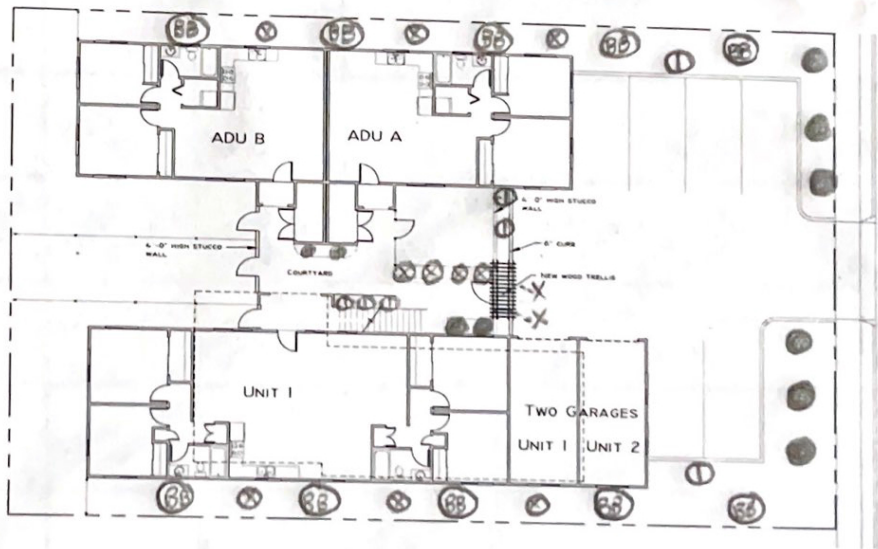 BB BB BB BB BB
ADU B ADU A
4'-0" HIGH STUCCO
WALL
6" CURB
4'-0" HIGH STUCCO
WALL
COURTYARD
NEW WOOD TRELLIS
UNIT 1
TWO GARAGES
UNIT 1 UNIT 2
BB BB BB BB BB